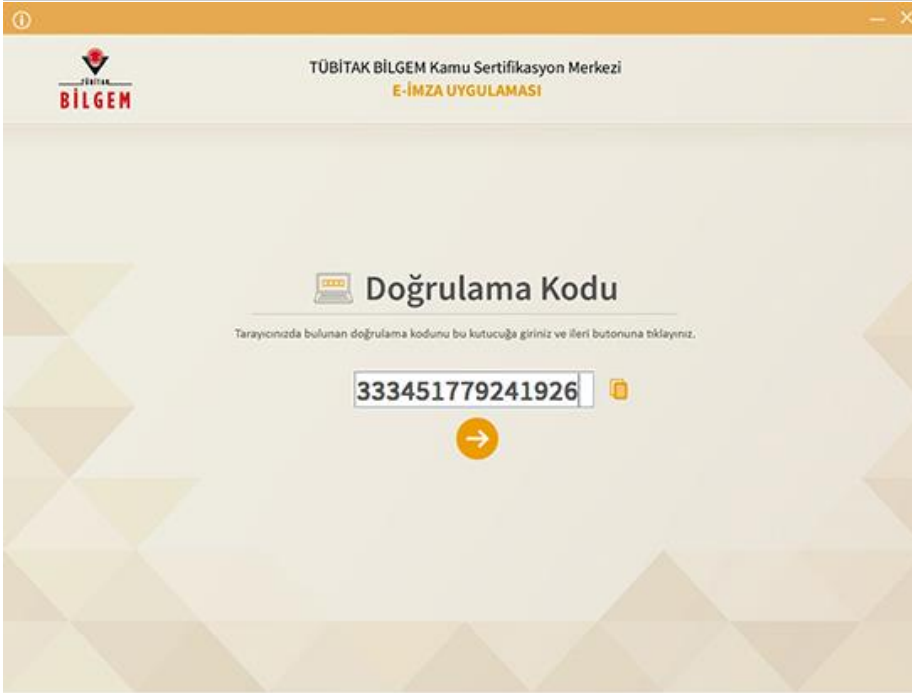 TÜBİTAK
BİLGEM
TÜBİTAK BİLGEM Kamu Sertifikasyon Merkezi
E-İMZA UYGULAMASI
Doğrulama Kodu
Tarayıcınızda bulunan doğrulama kodunu bu kutucuğa giriniz ve ileri butonuna tıklayınız.
333451779241926